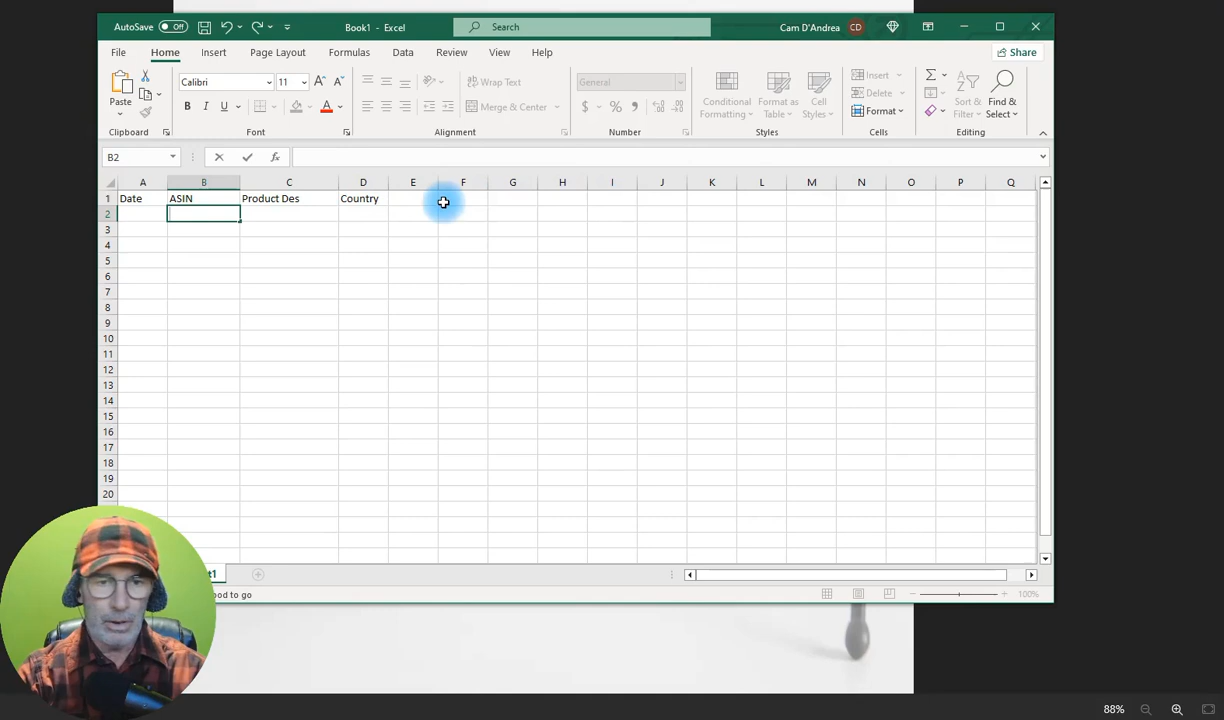 AutoSave Off Book1 - Excel Search Cam D'Andrea CD
File Home Insert Page Layout Formulas Data Review View Help Share
Calibri 11 Wrap Text General Insert
Paste B I U A Merge & Center $ % Conditional Formatting Format as Table Cell Styles Delete Format Sort & Filter Find & Select
Clipboard Font Alignment Number Styles Cells Editing
B2 fx
A B C D E F G H I J K L M N O P Q
1 Date ASIN Product Des Country
2
3
4
5
6
7
8
9
10
11
12
13
14
15
16
17
18
19
20
t1
ood to go 100%
88%